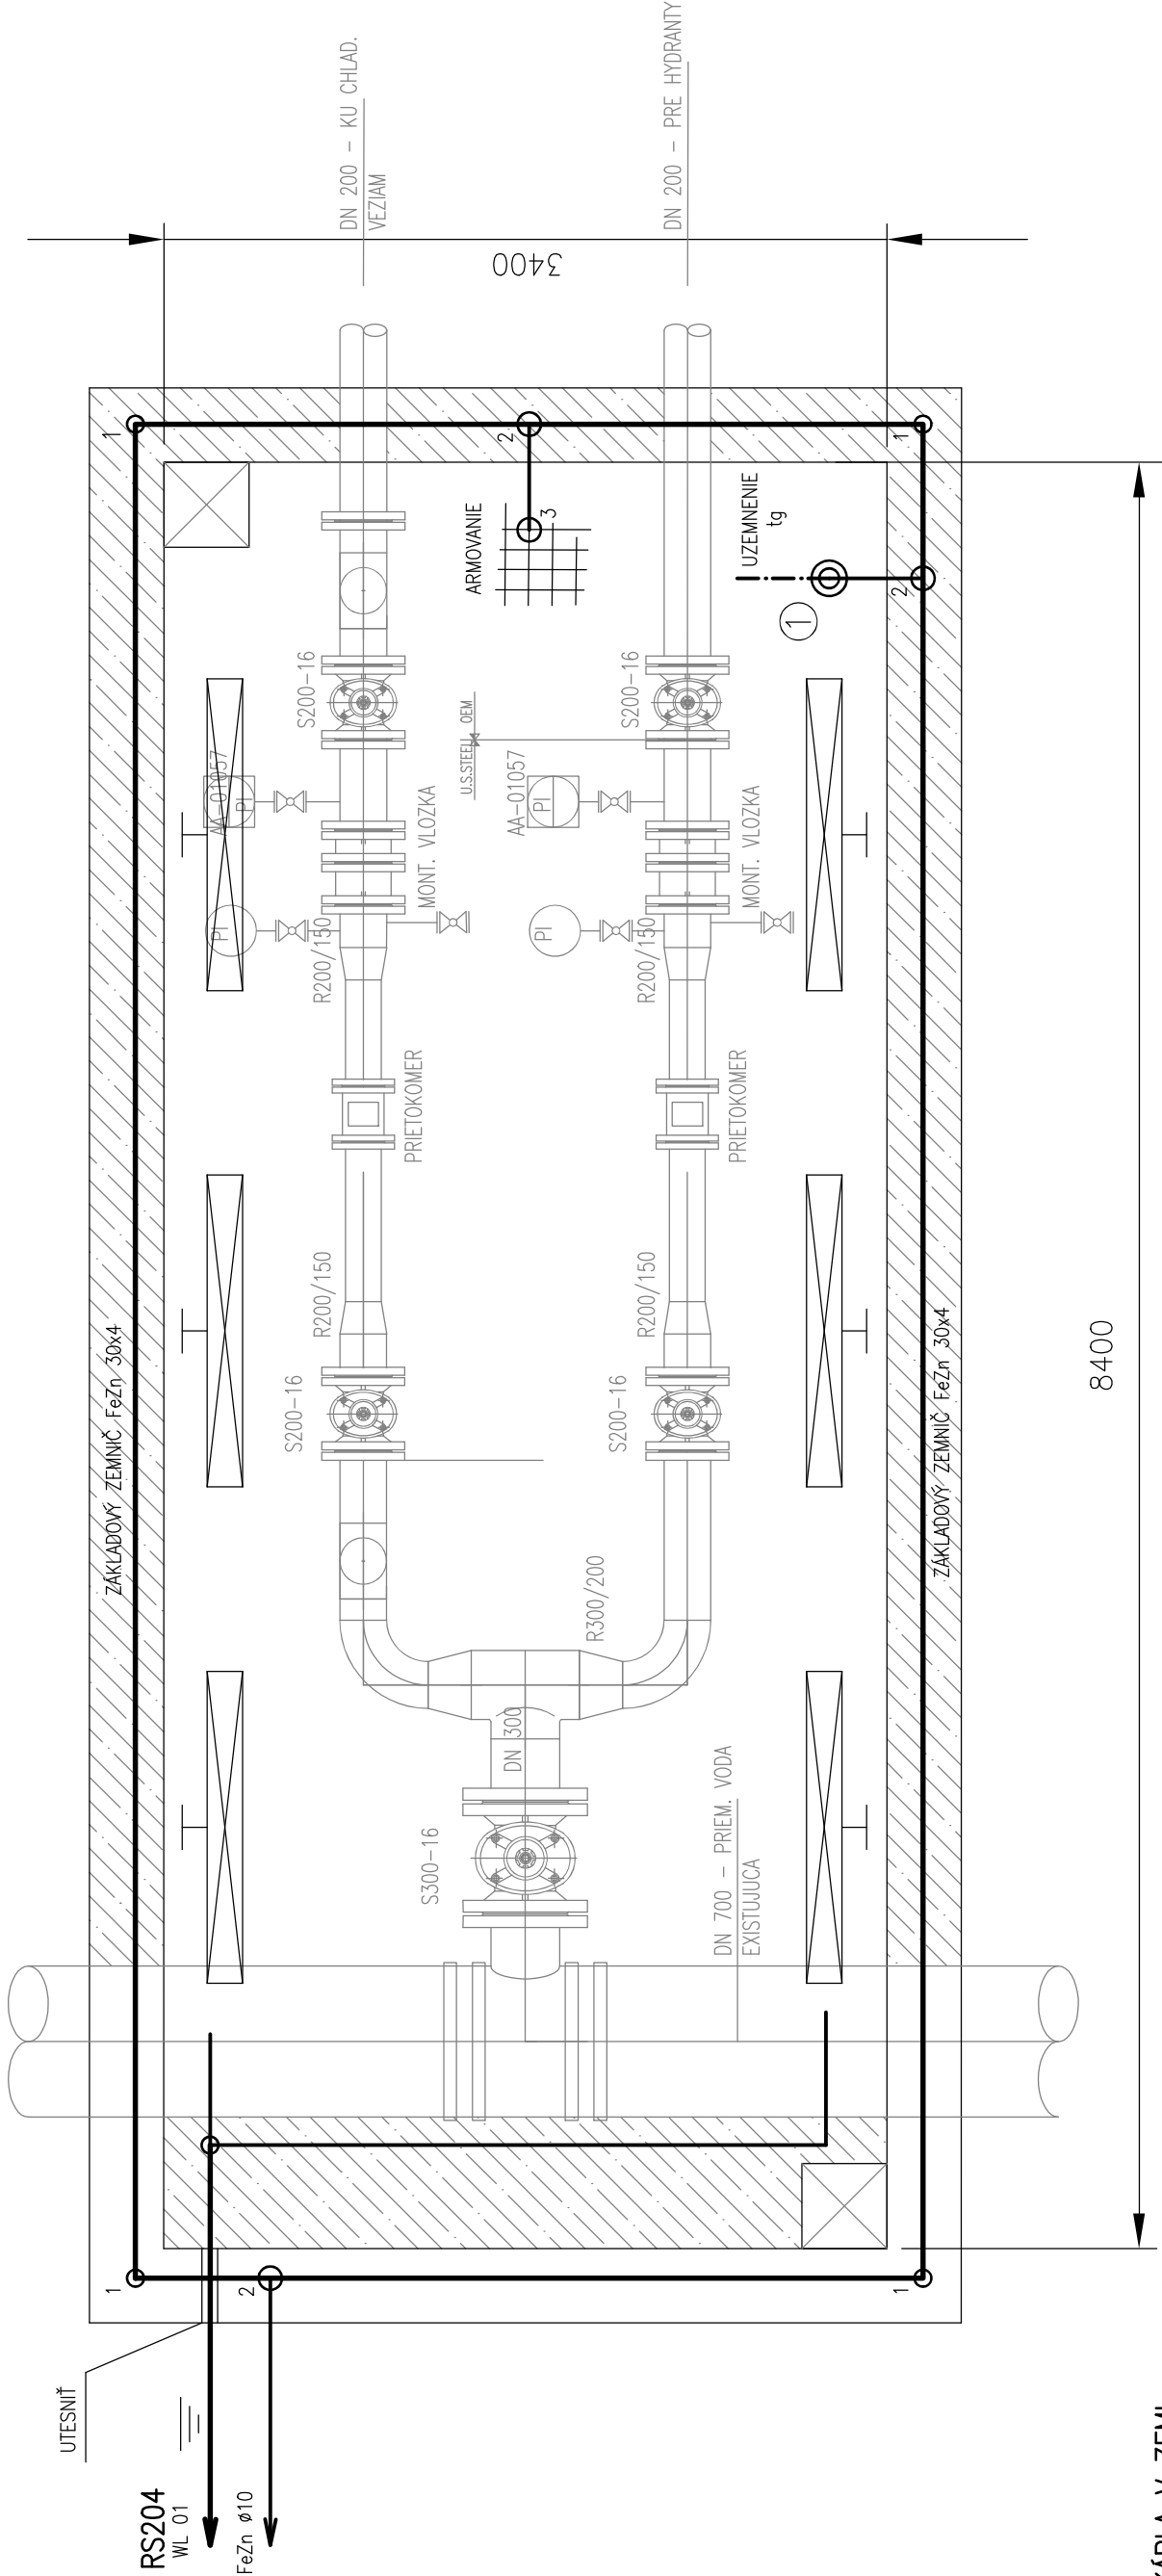 DN 200 - KU CHLAD.
VEZIAM
DN 200 - PRE HYDRANTY
3400
1
2
1
ARMOVANIE
3
UZEMNENIE
tg
2
1
S200-16
S200-16
U.S.STEEL OEM
AA-01057
PI
AA-01057
PI
MONT. VLOZKA
MONT. VLOZKA
PI
PI
R200/150
R200/150
PRIETOKOMER
PRIETOKOMER
R200/150
R200/150
ZÁKLADOVÝ ZEMNIČ FeZn 30x4
ZÁKLADOVÝ ZEMNIČ FeZn 30x4
8400
S200-16
S200-16
R300/200
DN 300
S300-16
DN 700 - PRIEM. VODA
EXISTUJUCA
1
2
1
UTESNIŤ
RS204
WL 01
FeZn ø10
V ZEMI